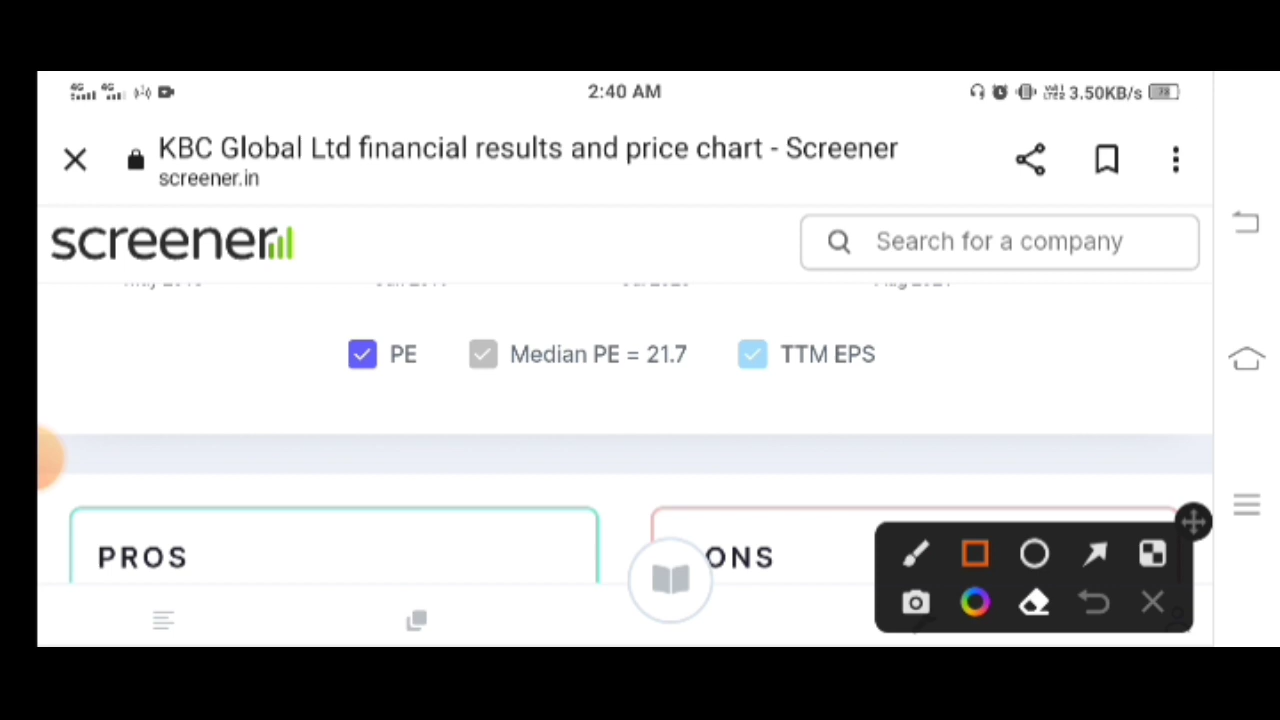 2:40 AM
3.50KB/s
KBC Global Ltd financial results and price chart - Screener
screener.in
screener
Search for a company
PE
Median PE = 21.7
TTM EPS
PROS
ONS